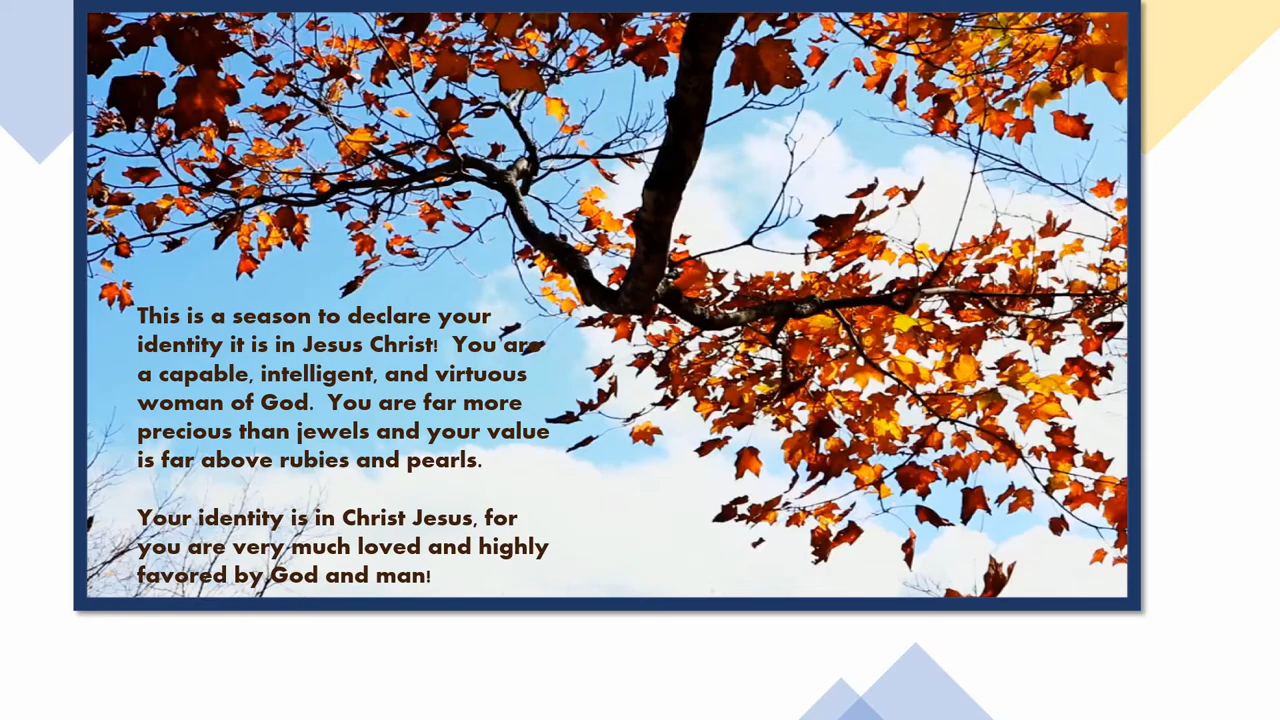 This is a season to declare your
identity it is in Jesus Christ!  You are
a capable, intelligent, and virtuous
woman of God.  You are far more
precious than jewels and your value
is far above rubies and pearls.
Your identity is in Christ Jesus, for
you are very much loved and highly
favored by God and man!